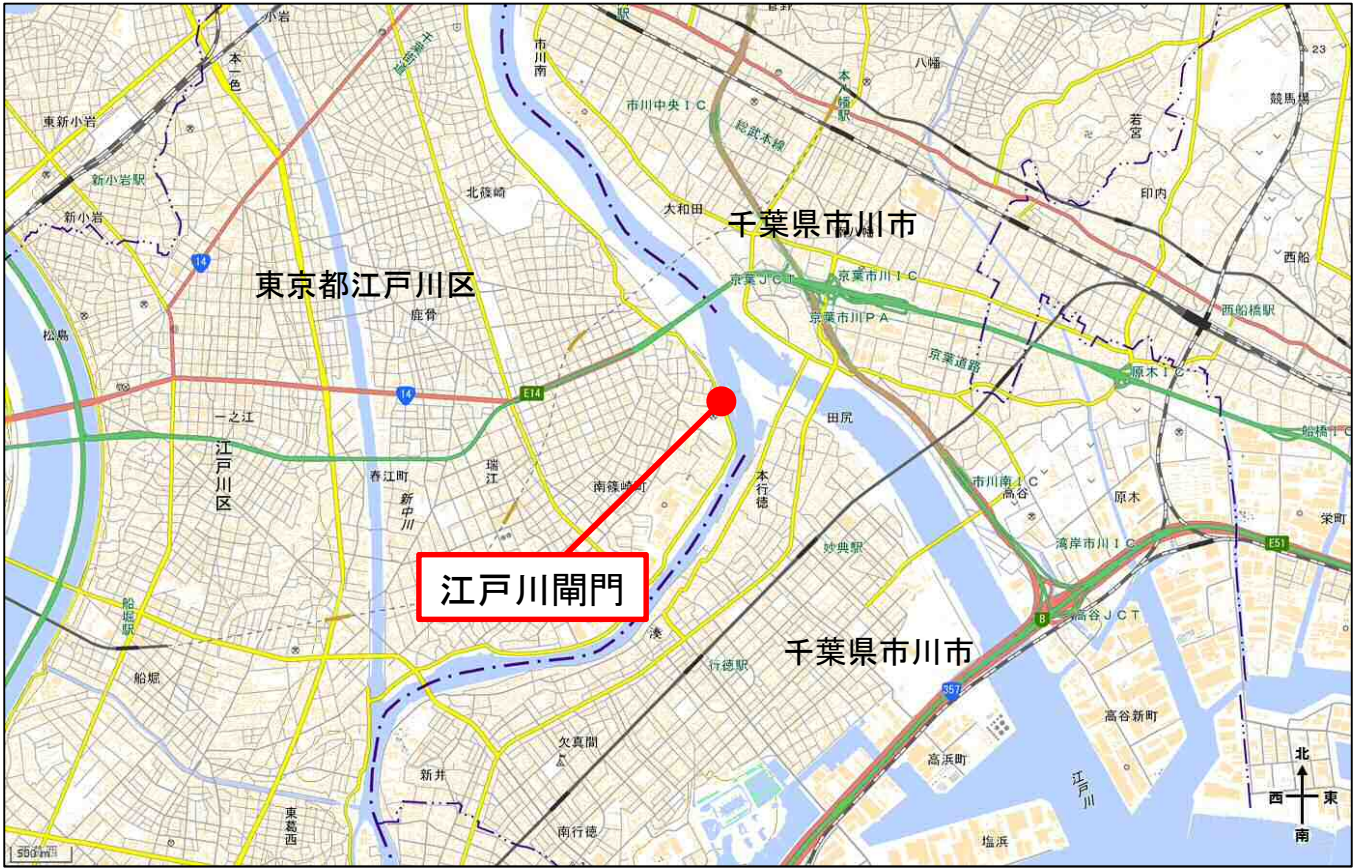 小岩
菅野
駅
千葉街道
市川南
本一色
八幡
23
本八幡駅
競馬場
市川中央IC
東新小岩
総武本線
若宮
新小岩駅
北篠崎
印内
大和田
新小岩
千葉県市川市
西船
14
東京都江戸川区
京葉JCT
京葉市川IC
鹿骨
京葉市川PA
西船橋駅
松島
京葉道路
原木IC
E14
14
一之江
田尻
船橋IC
江戸川区
瑞江
春江町
本行徳
市川南IC
南篠崎町
高谷
原木
新中川
栄町
妙典駅
湾岸市川IC
E51
江戸川閘門
船堀駅
B
高谷JCT
湊
千葉県市川市
行徳駅
船堀
357
高谷新町
欠真間
高浜町
北
新井
江戸川
西
東
東葛西
南行徳
南
塩浜
500m